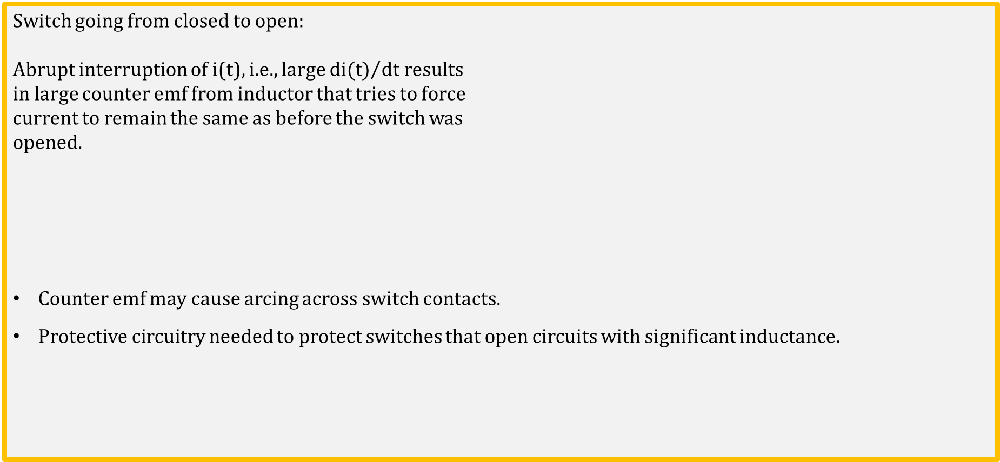 Switch going from closed to open:
Abrupt interruption of i(t), i.e., large di(t)/dt results
in large counter emf from inductor that tries to force
current to remain the same as before the switch was
opened.
• Counter emf may cause arcing across switch contacts.
• Protective circuitry needed to protect switches that open circuits with significant inductance.